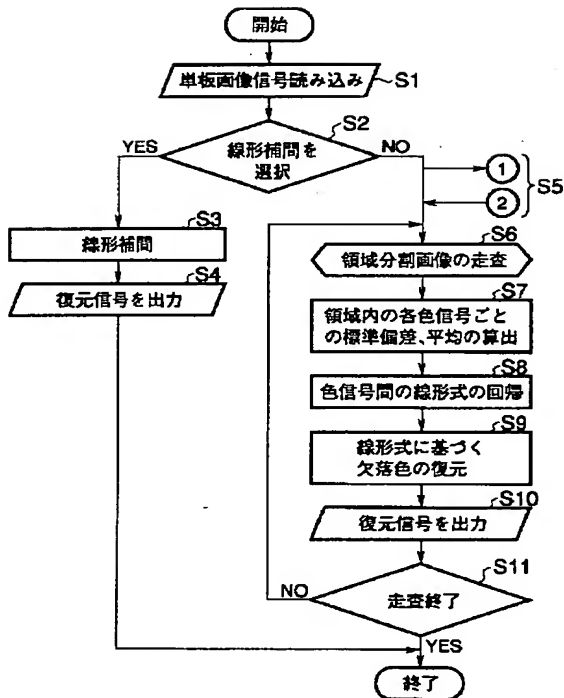 開始
単板画像信号読み込み
S1
S2
線形補問を
選択
YES
NO
1
2
S5
S3
線形補問
S4
復元信号を出力
S6
領域分割画像の走査
S7
領域内の各色信号ごと
の標準偏差、平均の算出
S8
色信号間の線形式の回帰
S9
線形式に基づく
欠落色の復元
S10
復元信号を出力
S11
走査終了
NO
YES
終了